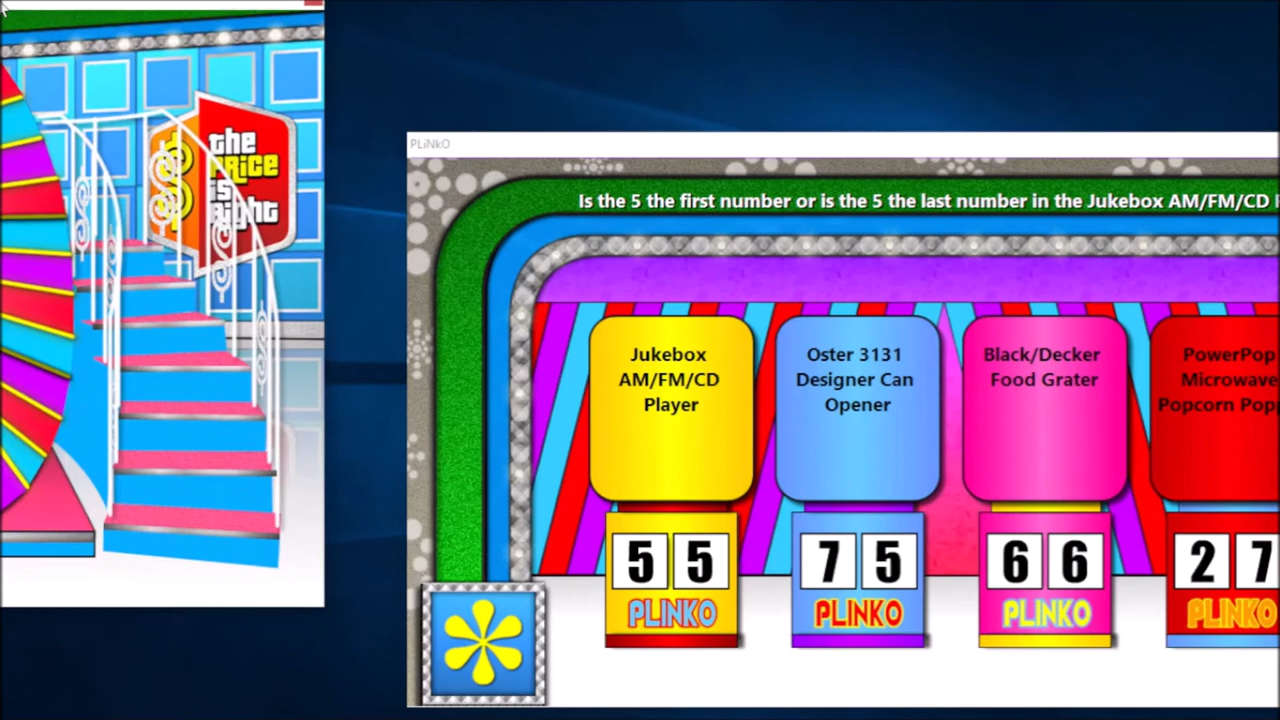 the
price
is
right
PLiNkO
Is the 5 the first number or is the 5 the last number in the Jukebox AM/FM/CD
Jukebox
AM/FM/CD
Player
5 5
PLINKO
Oster 3131
Designer Can
Opener
7 5
PLINKO
Black/Decker
Food Grater
6 6
PLINKO
PowerPop
Microwave
Popcorn
2 7
PLINKO